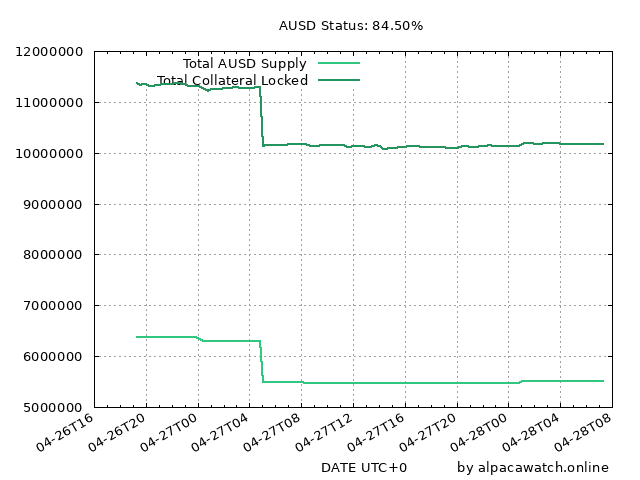 AUSD Status: 84.50%
12000000
11000000
10000000
9000000
8000000
7000000
6000000
5000000
Total AUSD Supply
Total Collateral Locked
04-26T16
04-26T20
04-27T00
04-27T04
04-27T08
04-27T12
04-27T16
04-27T20
04-28T00
04-28T04
04-28T08
DATE UTC+0
by alpacawatch.online